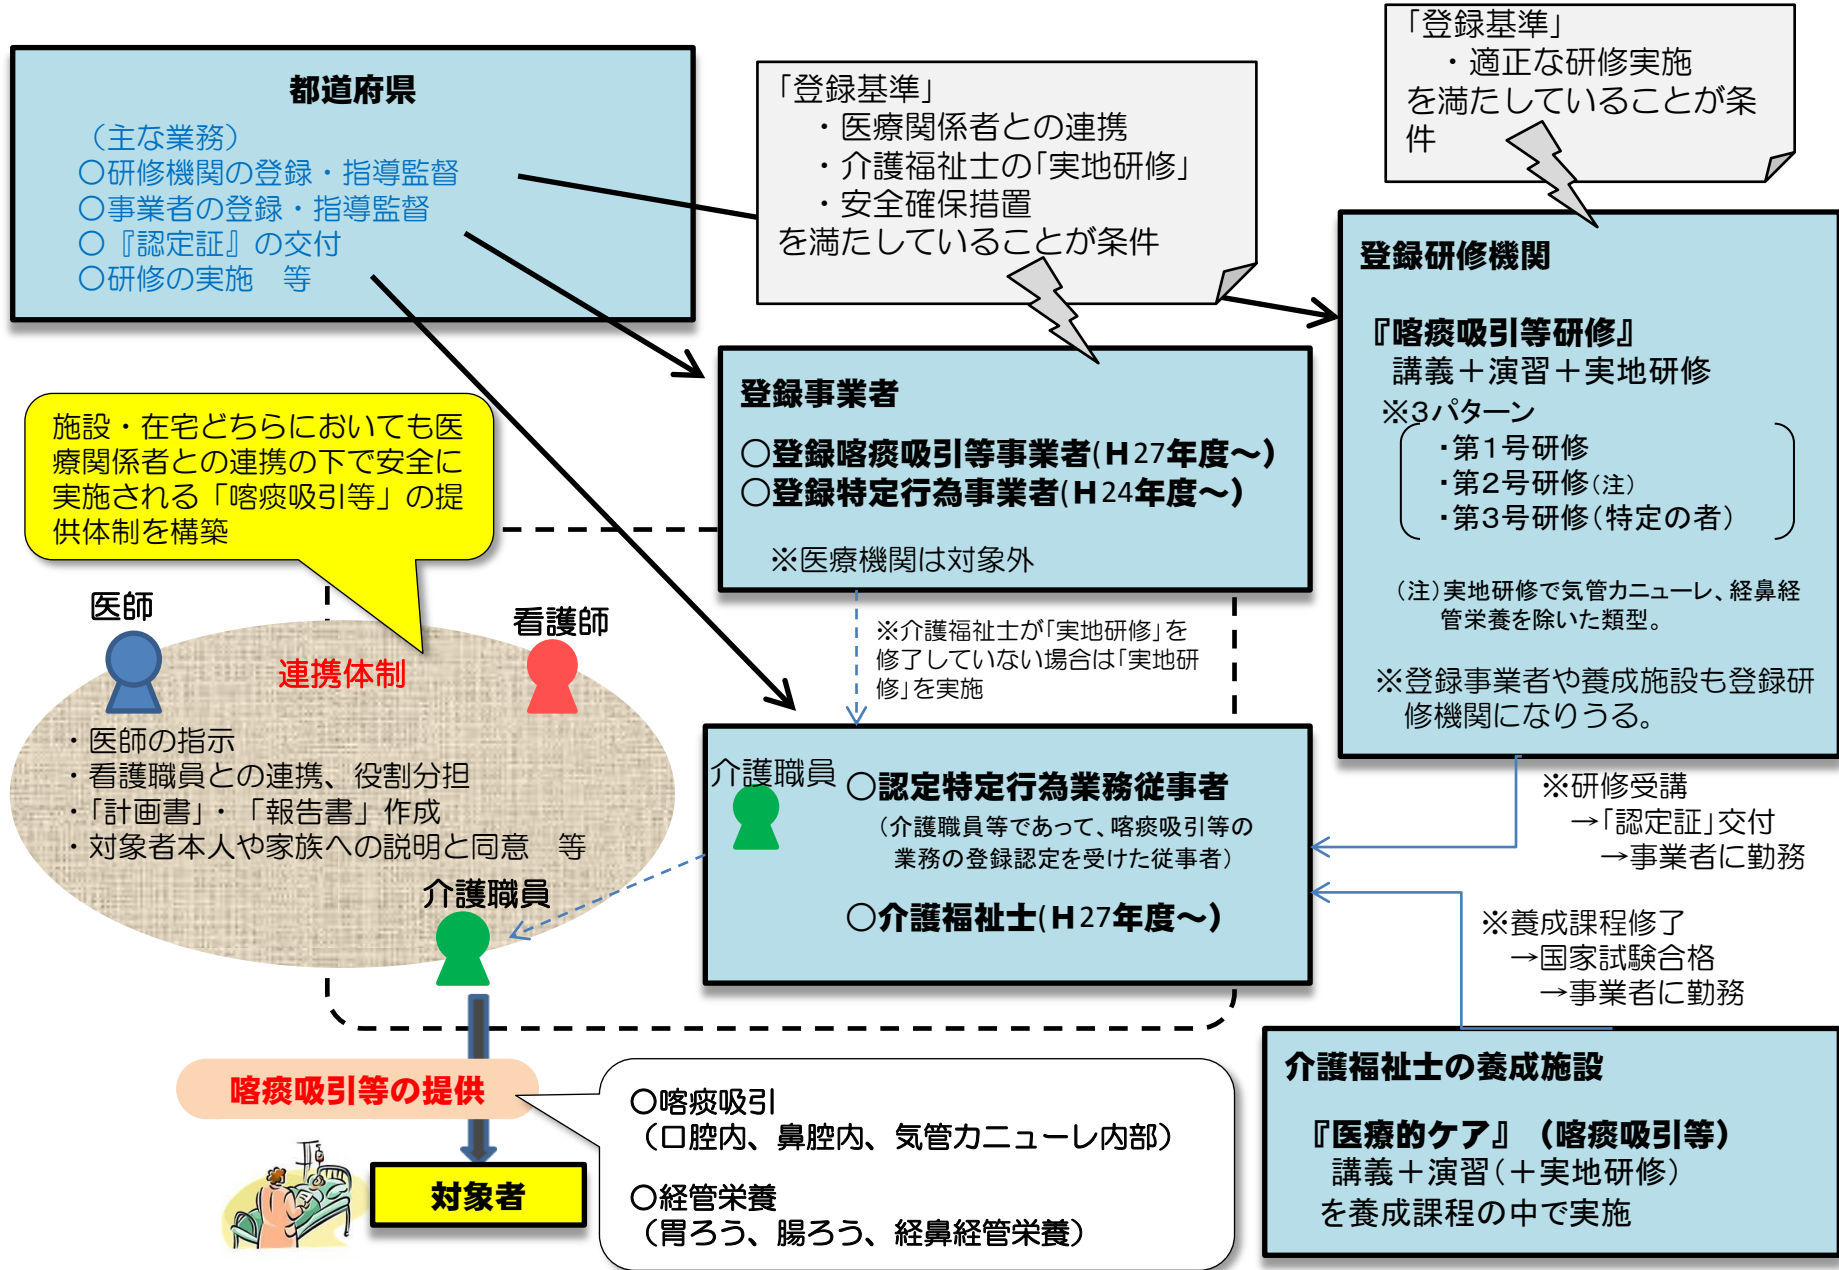 都道府県
（主な業務）
○研修機関の登録・指導監督
○事業者の登録・指導監督
○『認定証』の交付
○研修の実施　等
「登録基準」
・医療関係者との連携
・介護福祉士の「実地研修」
・安全確保措置
を満たしていることが条件
「登録基準」
・適正な研修実施
を満たしていることが条
件
登録研修機関
『喀痰吸引等研修』
講義＋演習＋実地研修
※3パターン
・第1号研修
・第2号研修（注）
・第3号研修（特定の者）
（注）実地研修で気管カニューレ、経鼻経
管栄養を除いた類型。
※登録事業者や養成施設も登録研
修機関になりうる。
登録事業者
○登録喀痰吸引等事業者(H27年度～)
○登録特定行為事業者(H24年度～)
※医療機関は対象外
施設・在宅どちらにおいても医
療関係者との連携の下で安全に
実施される「喀痰吸引等」の提
供体制を構築
医師
看護師
連携体制
・医師の指示
・看護職員との連携、役割分担
・「計画書」・「報告書」作成
・対象者本人や家族への説明と同意　等
介護職員
※介護福祉士が「実地研修」を
修了していない場合は「実地研
修」を実施
介護職員
○認定特定行為業務従事者
（介護職員等であって、喀痰吸引等の
業務の登録認定を受けた従事者）
○介護福祉士(H27年度～)
※研修受講
→「認定証」交付
→事業者に勤務
※養成課程修了
→国家試験合格
→事業者に勤務
介護福祉士の養成施設
『医療的ケア』（喀痰吸引等）
講義＋演習（＋実地研修）
を養成課程の中で実施
喀痰吸引等の提供
対象者
○喀痰吸引
（口腔内、鼻腔内、気管カニューレ内部）
○経管栄養
（胃ろう、腸ろう、経鼻経管栄養）